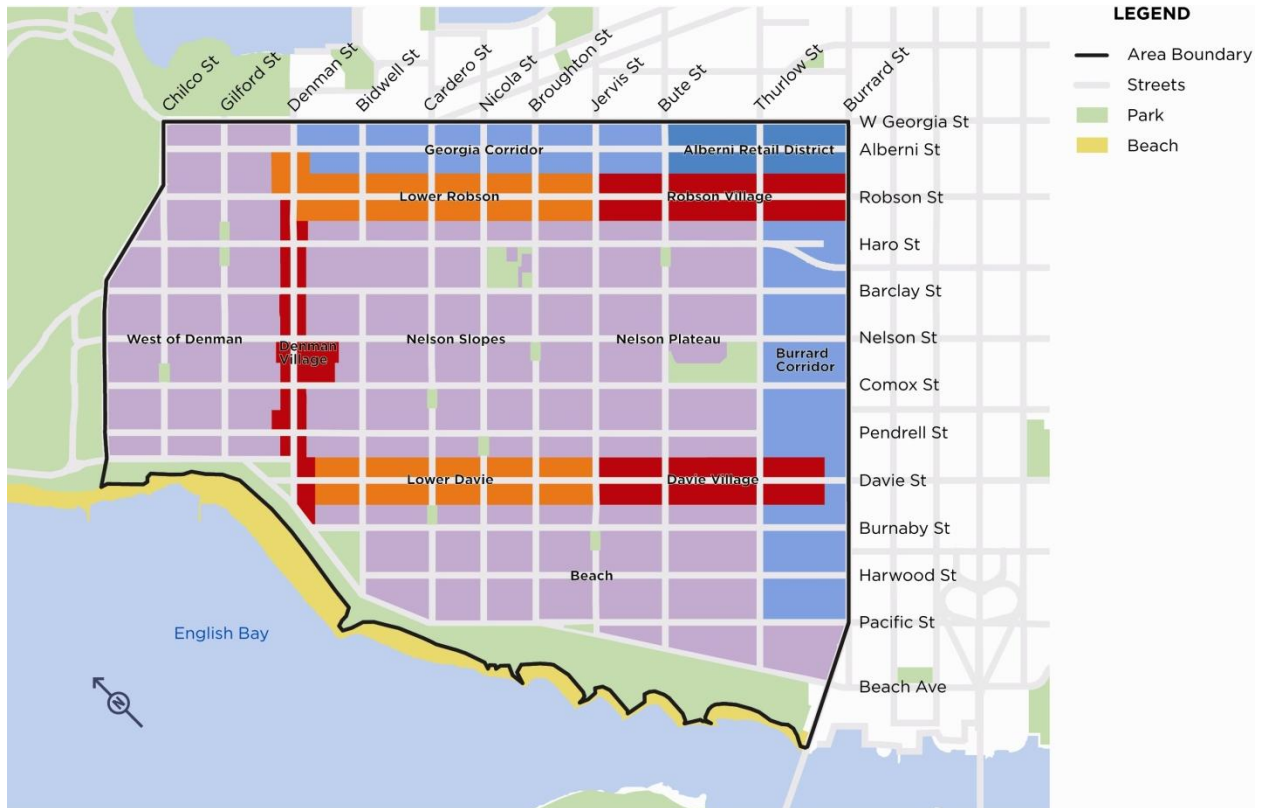 LEGEND
Area Boundary
Streets
Park
Beach
Chilco St
Gilford St
Denman St
Bidwell St
Cardero St
Nicola St
Broughton St
Jervis St
Bute St
Thurlow St
Burrard St
W Georgia St
Georgia Corridor
Alberni Retail District
Alberni St
Lower Robson
Robson Village
Robson St
Haro St
Barclay St
West of Denman
Denman
Village
Nelson Slopes
Nelson Plateau
Nelson St
Burrard
Corridor
Comox St
Pendrell St
Lower Davie
Davie Village
Davie St
Burnaby St
Beach
Harwood St
Pacific St
English Bay
Beach Ave
N